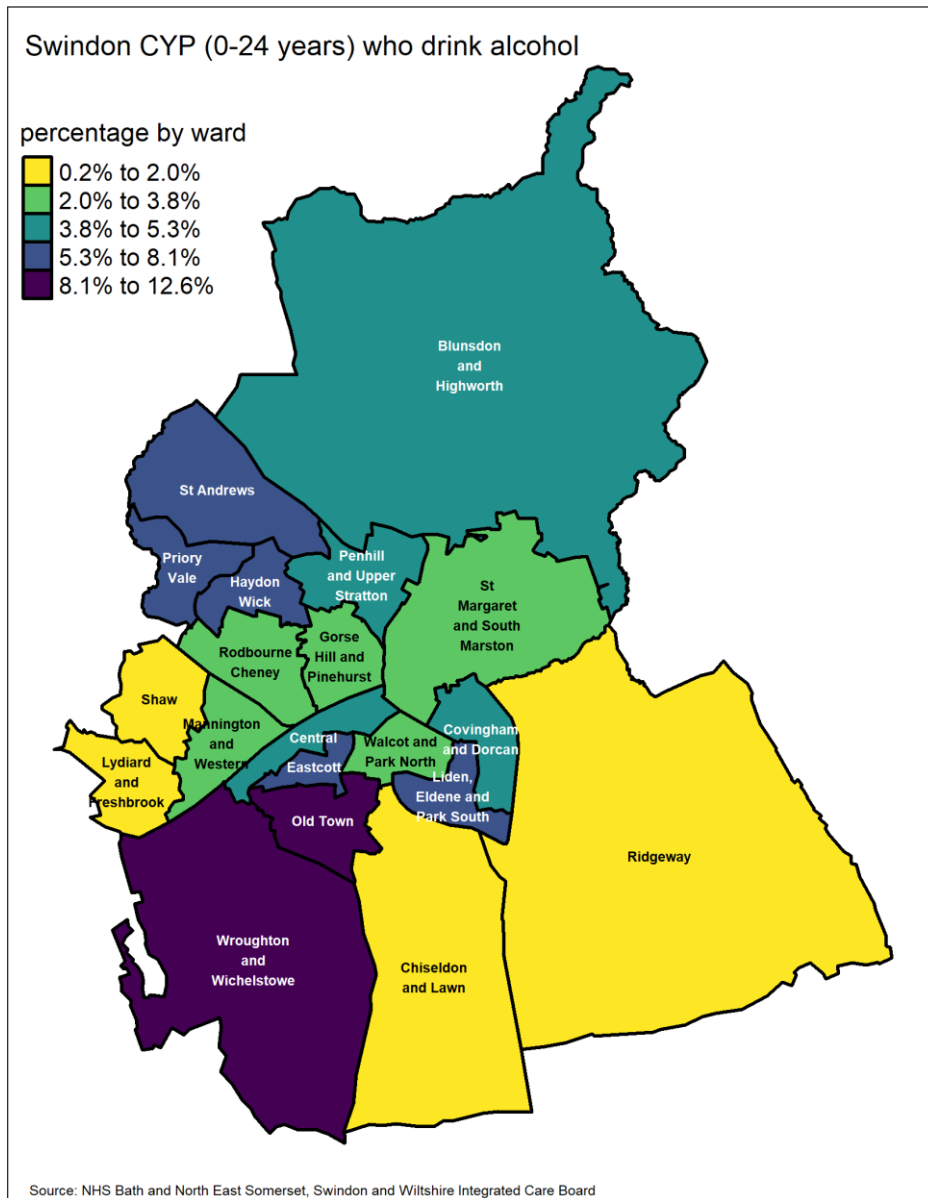 Swindon CYP (0-24 years) who drink alcohol
percentage by ward
0.2% to 2.0%
2.0% to 3.8%
3.8% to 5.3%
5.3% to 8.1%
8.1% to 12.6%
Blunsdon
and
Highworth
St Andrews
Priory
Vale
Haydon
Wick
Penhill
and Upper
Stratton
St
Margaret
and South
Marston
Rodbourne
Cheney
Gorse
Hill and
Pinehurst
Shaw
Mannington
and
Western
Lydiard
and
Freshbrook
Central
Eastcott
Walcot and
Park North
Covingham
and Dorcan
Liden,
Eldene and
Park South
Old Town
Ridgeway
Wroughton
and
Wichelstowe
Chiseldon
and Lawn
Source: NHS Bath and North East Somerset, Swindon and Wiltshire Integrated Care Board